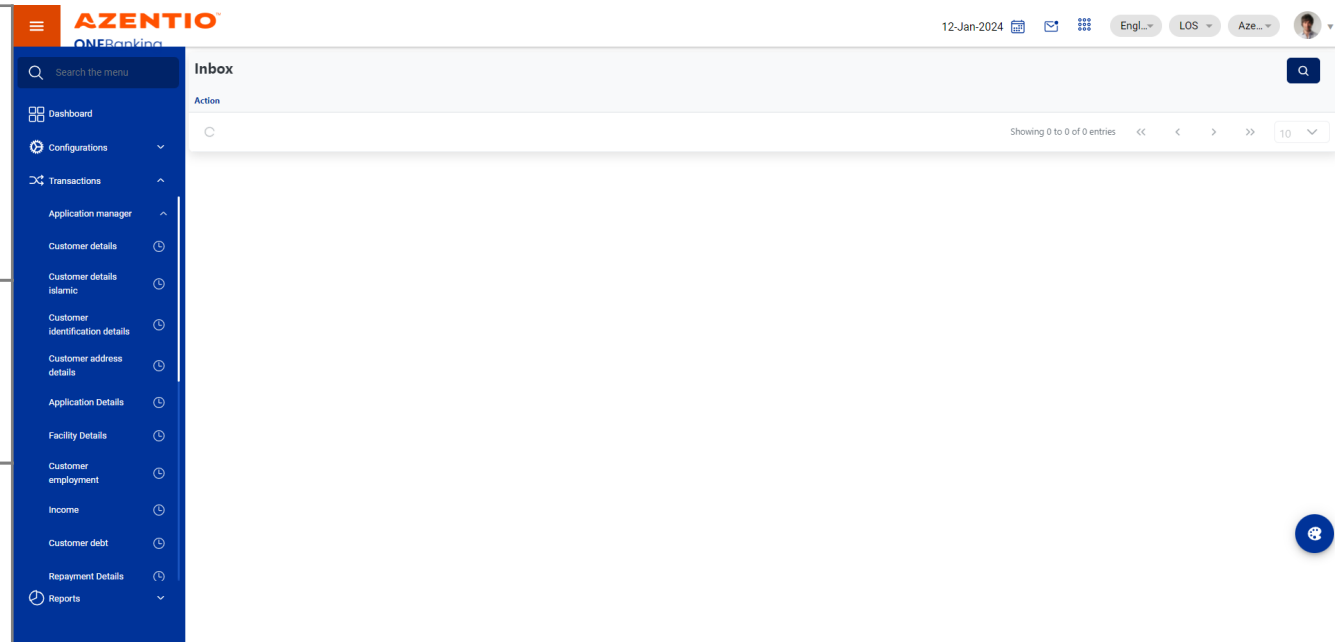 AZENTIO
ONEBanking
12-Jan-2024
Engl...
LOS
Aze...
Search the menu
Inbox
Action
Dashboard
Showing 0 to 0 of 0 entries
10
Configurations
Transactions
Application manager
Customer details
Customer details
islamic
Customer
identification details
Customer address
details
Application Details
Facility Details
Customer
employment
Income
Customer debt
Repayment Details
Reports